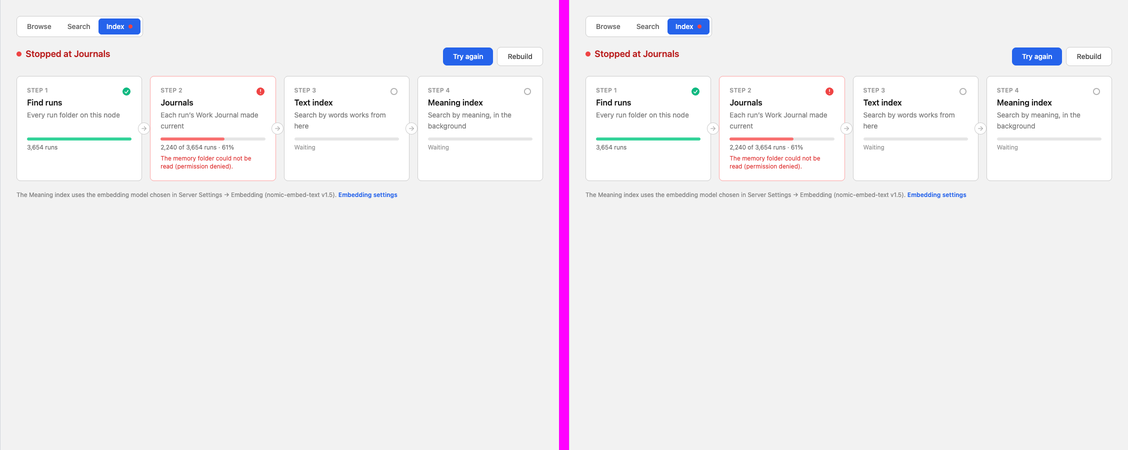 Browse Search Index
Stopped at Journals
Try again Rebuild
STEP 1
Find runs
Every run folder on this node
3,654 runs
STEP 2
Journals
Each run's Work Journal made
current
2,240 of 3,654 runs · 61%
The memory folder could not be
read (permission denied).
STEP 3
Text index
Search by words works from
here
Waiting
STEP 4
Meaning index
Search by meaning, in the
background
Waiting
The Meaning index uses the embedding model chosen in Server Settings → Embedding (nomic-embed-text v1.5). Embedding settings
Browse Search Index
Stopped at Journals
Try again Rebuild
STEP 1
Find runs
Every run folder on this node
3,654 runs
STEP 2
Journals
Each run's Work Journal made
current
2,240 of 3,654 runs · 61%
The memory folder could not be
read (permission denied).
STEP 3
Text index
Search by words works from
here
Waiting
STEP 4
Meaning index
Search by meaning, in the
background
Waiting
The Meaning index uses the embedding model chosen in Server Settings → Embedding (nomic-embed-text v1.5). Embedding settings